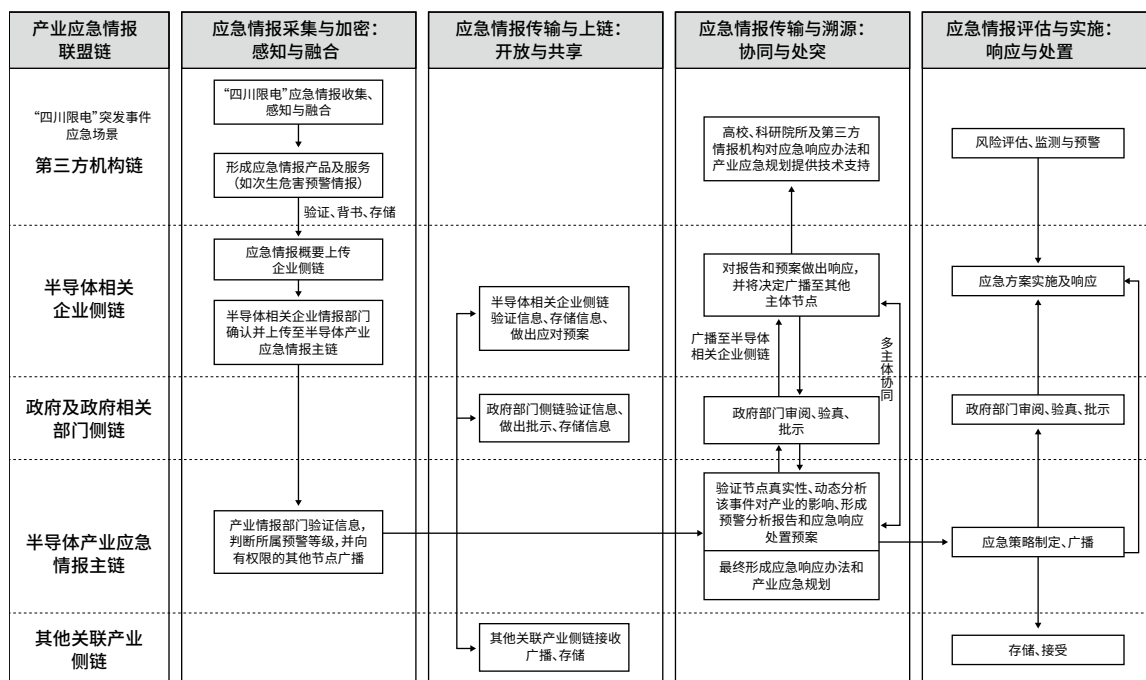 产业应急情报
联盟链
“四川限电”突发事件
应急场景
第三方机构链
半导体相关
企业侧链
政府及政府相关
部门侧链
半导体产业应急
情报主链
其他关联产业
侧链
应急情报采集与加密:
感知与融合
“四川限电”应急情报收集、
感知与融合
形成应急情报产品及服务
(如次生危害预警情报)
验证、背书、存储
应急情报概要上传
企业侧链
半导体相关企业情报部门
确认并上传至半导体产业
应急情报主链
产业情报部门验证信息,
判断所属预警等级,并向
有权限的其他节点广播
应急情报传输与上链:
开放与共享
半导体相关企业侧链
验证信息、存储信息、
做出应对预案
政府部门侧链验证信息、
做出批示、存储信息
其他关联产业侧链接收
广播、存储
应急情报传输与溯源:
协同与处突
高校、科研院所及第三方
情报机构对应急响应办法和
产业应急规划提供技术支持
对报告和预案做出响应,
并将决定广播至其他
主体节点
广播至半导体
相关企业侧链
多主体协同
政府部门审阅、验真、
批示
验证节点真实性、动态分析
该事件对产业的影响、形成
预警分析报告和应急响应
处置预案
最终形成应急响应办法和
产业应急规划
应急情报评估与实施:
响应与处置
风险评估、监测与预警
应急方案实施及响应
政府部门审阅、验真、批示
应急策略制定、广播
存储、接受